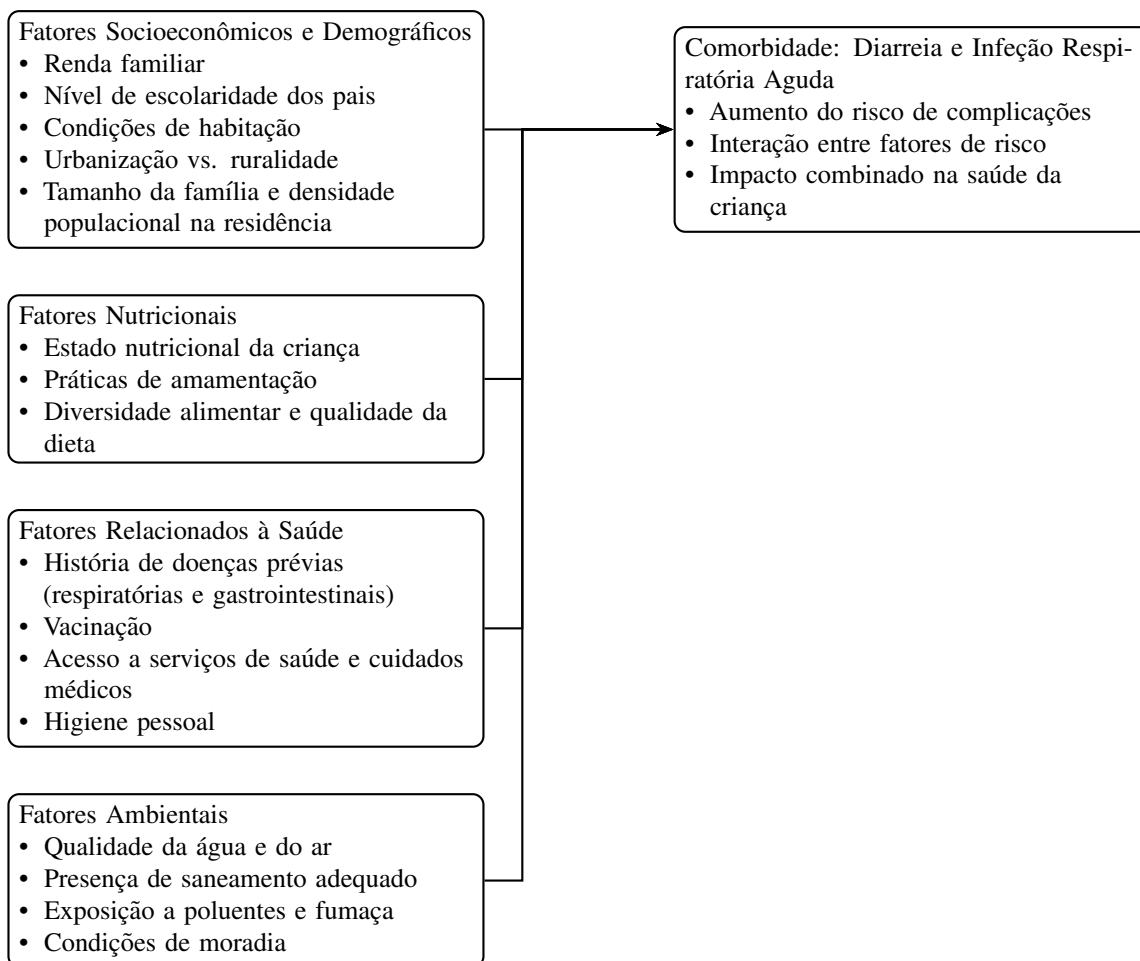 Fatores Socioeconômicos e Demográficos
• Renda familiar
• Nível de escolaridade dos pais
• Condições de habitação
• Urbanização vs. ruralidade
• Tamanho da família e densidade
populacional na residência
Comorbidade: Diarreia e Infeção Respi-
ratória Aguda
• Aumento do risco de complicações
• Interação entre fatores de risco
• Impacto combinado na saúde da
criança
Fatores Nutricionais
• Estado nutricional da criança
• Práticas de amamentação
• Diversidade alimentar e qualidade da
dieta
Fatores Relacionados à Saúde
• História de doenças prévias
(respiratórias e gastrointestinais)
• Vacinação
• Acesso a serviços de saúde e cuidados
médicos
• Higiene pessoal
Fatores Ambientais
• Qualidade da água e do ar
• Presença de saneamento adequado
• Exposição a poluentes e fumaça
• Condições de moradia